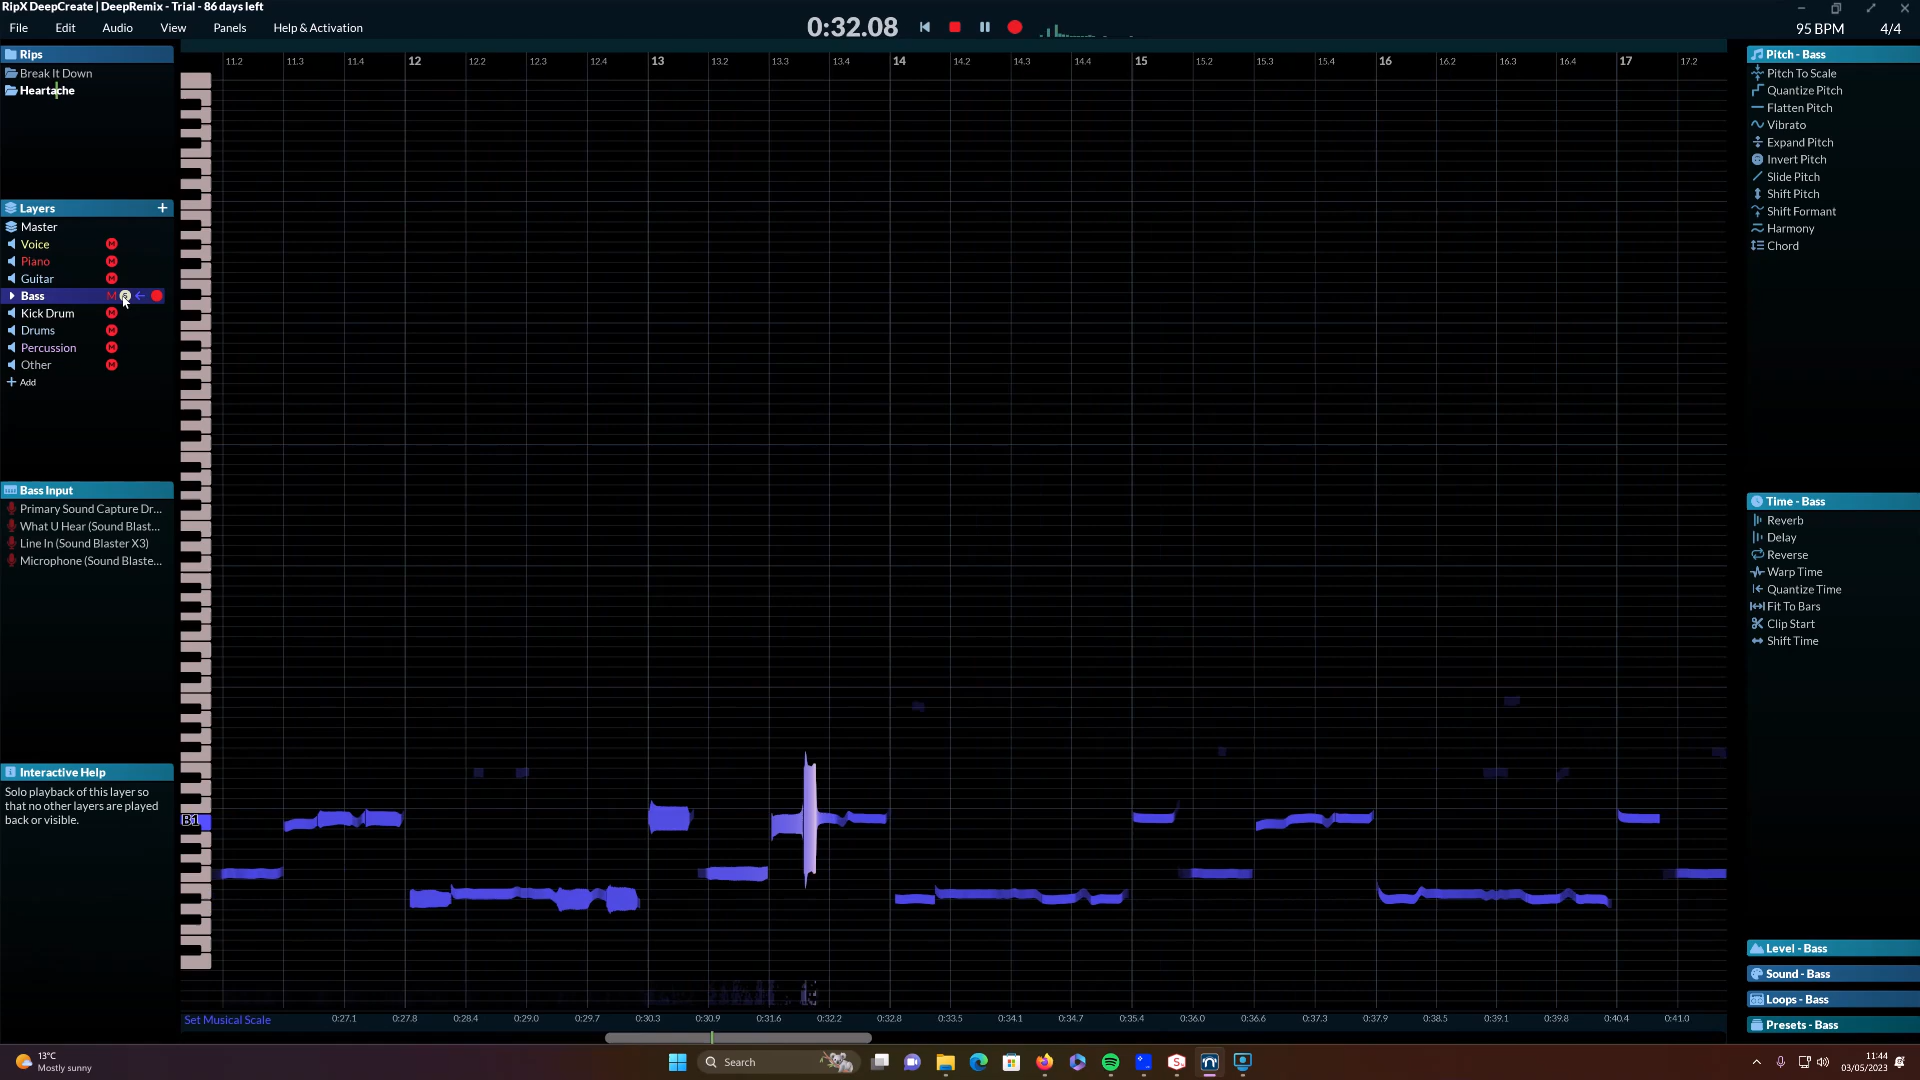 RipX DeepCreate | DeepRemix - Trial - 86 days left
File Edit Audio View Panels Help & Activation
0:32.08
95 BPM 4/4
Rips
Break It Down
Heartache
Layers +
Master
Voice M
Piano M
Guitar M
Bass M
Kick Drum M
Drums M
Percussion M
Other M
+ Add
Bass Input
Primary Sound Capture Dr...
What U Hear (Sound Blast...
Line In (Sound Blaster X3)
Microphone (Sound Blaste...
Interactive Help
Solo playback of this layer so
that no other layers are played
back or visible.
11.2 11.3 11.4 12 12.2 12.3 12.4 13 13.2 13.3 13.4 14 14.2 14.3 14.4 15 15.2 15.3 15.4 16 16.2 16.3 16.4 17 17.2
B1
Set Musical Scale 0:27.1 0:27.8 0:28.4 0:29.0 0:29.7 0:30.3 0:30.9 0:31.6 0:32.2 0:32.8 0:33.5 0:34.1 0:34.7 0:35.4 0:36.0 0:36.6 0:37.3 0:37.9 0:38.5 0:39.1 0:39.8 0:40.4 0:41.0
Pitch - Bass
Pitch To Scale
Quantize Pitch
Flatten Pitch
Vibrato
Expand Pitch
Invert Pitch
Slide Pitch
Shift Pitch
Shift Formant
Harmony
Chord
Time - Bass
Reverb
Delay
Reverse
Warp Time
Quantize Time
Fit To Bars
Clip Start
Shift Time
Level - Bass
Sound - Bass
Loops - Bass
Presets - Bass
13°C
Mostly sunny
Search
11:44
03/05/2023